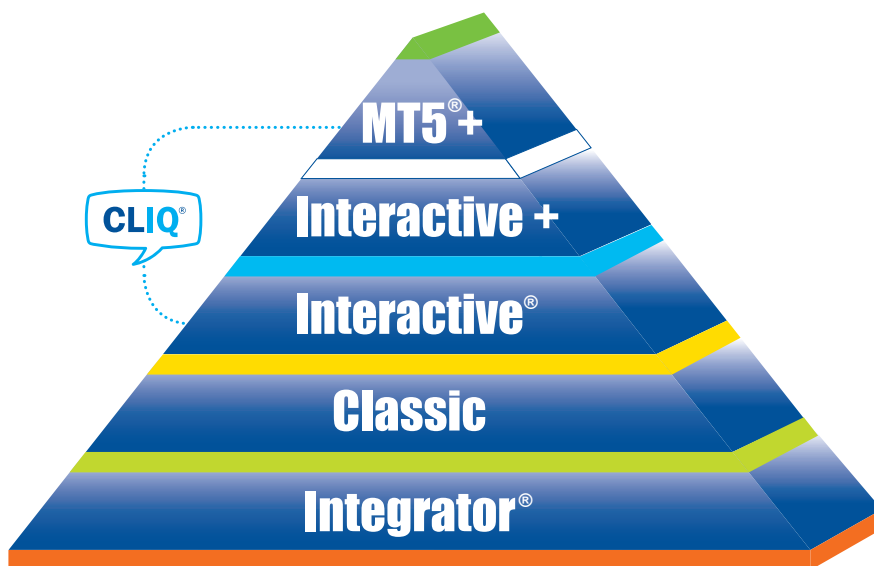 MT5®+
CLIQ®
Interactive +
Interactive®
Classic
Integrator®